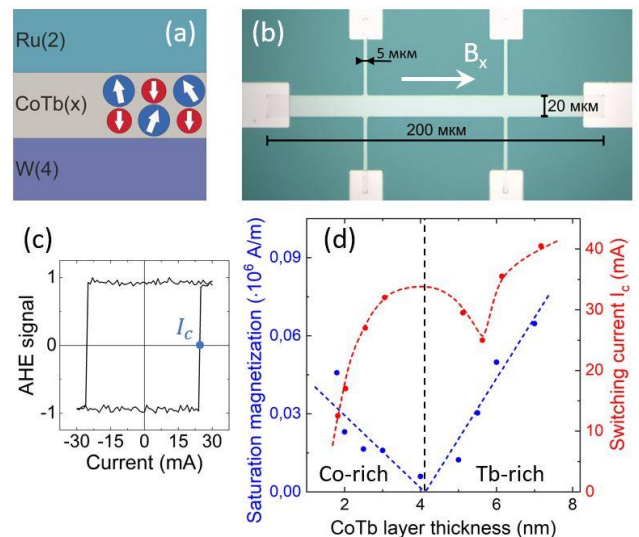 (a)
Ru(2)
CoTb(x)
W(4)
(b)
5 мкм
Bₓ
20 мкм
200 мкм
(c)
AHE signal
1
0
-1
I_c
-30 -15 0 15 30
Current (mA)
(d)
Saturation magnetization (·10⁶ A/m)
0,09
0,06
0,03
0,00
Co-rich
Tb-rich
2 4 6 8
CoTb layer thickness (nm)
40
30
20
10
0
Switching current I_c (mA)